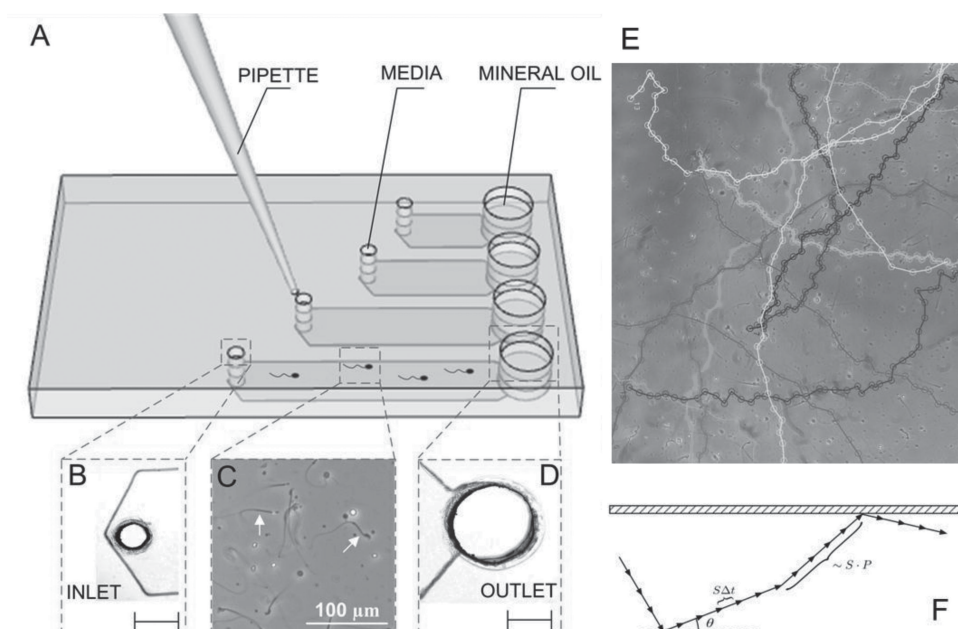 A
PIPETTE
MEDIA
MINERAL OIL
B
INLET
C
100 µm
D
OUTLET
E
SΔt
θ
~ S · P
F